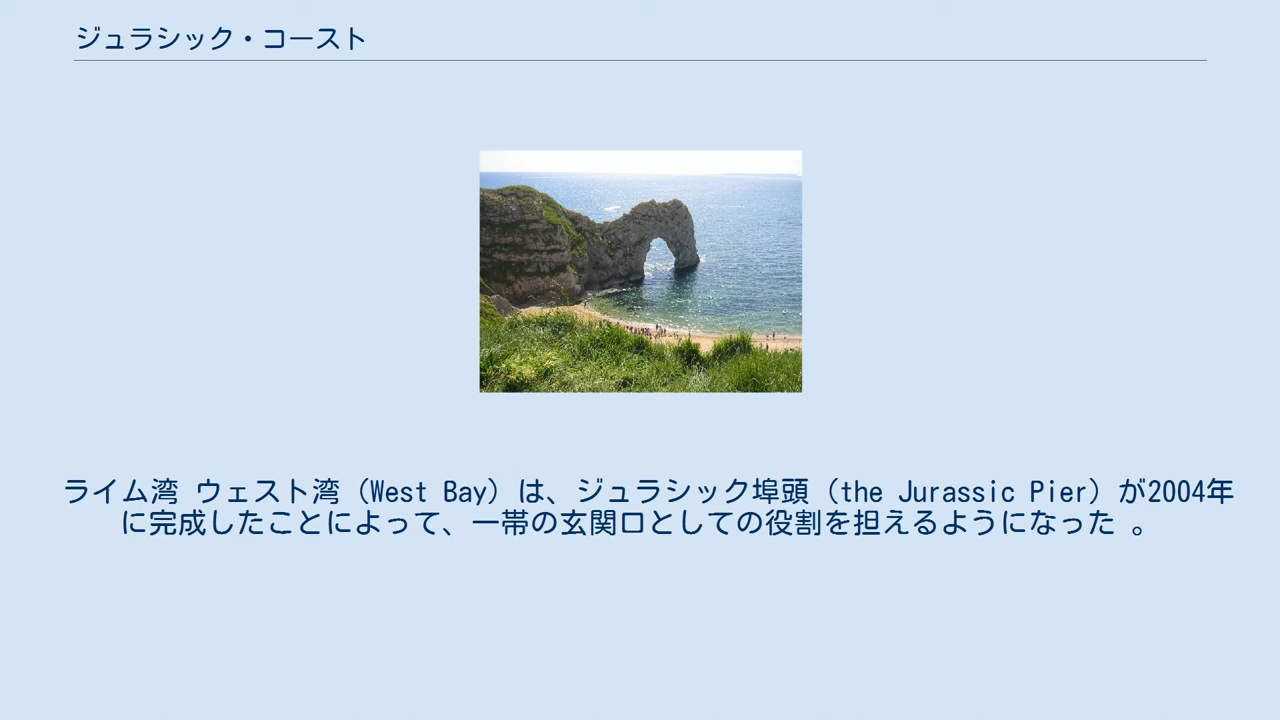 ジュラシック・コースト
ライム湾 ウェスト湾（West Bay）は、ジュラシック埠頭（the Jurassic Pier）が2004年
に完成したことによって、一帯の玄関口としての役割を担えるようになった 。